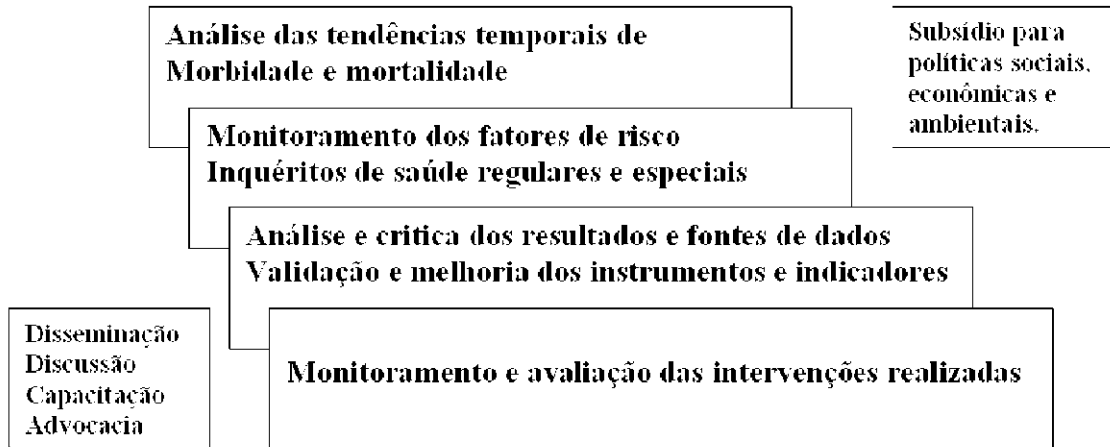 Análise das tendências temporais de
Morbidade e mortalidade
Subsídio para
políticas sociais,
econômicas e
ambientais.
Monitoramento dos fatores de risco
Inquéritos de saúde regulares e especiais
Análise e critica dos resultados e fontes de dados
Validação e melhoria dos instrumentos e indicadores
Disseminação
Discussão
Capacitação
Advocacia
Monitoramento e avaliação das intervenções realizadas